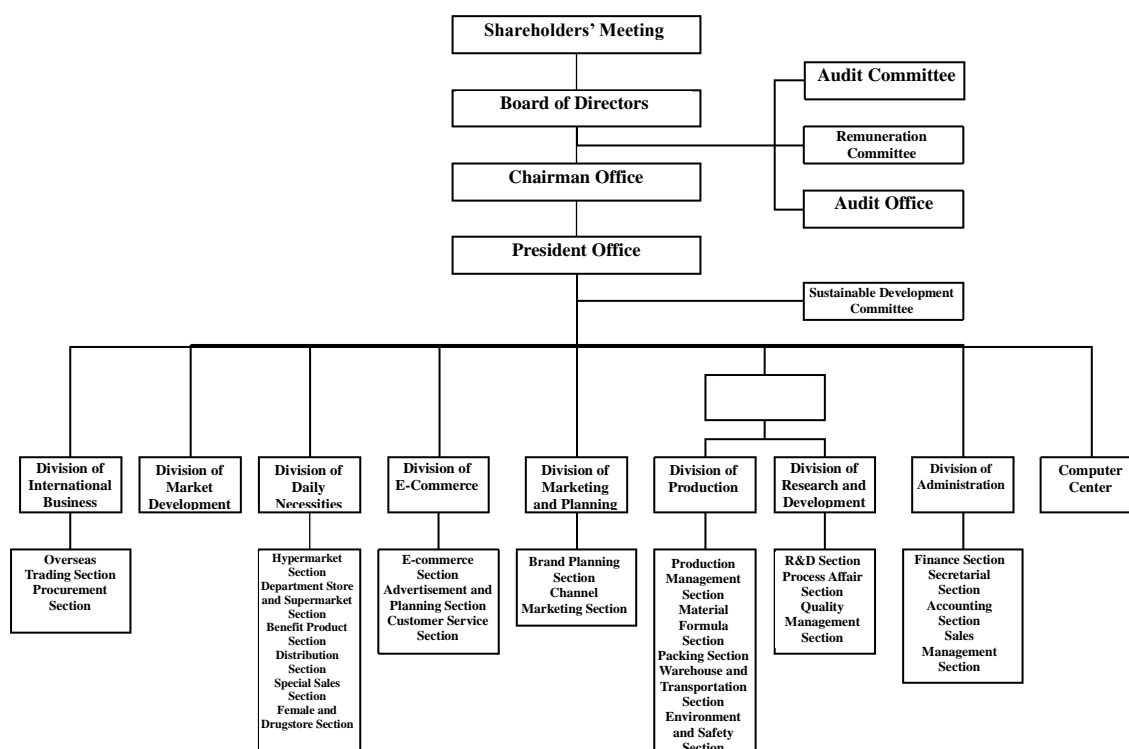 Shareholders' Meeting
Board of Directors
Audit Committee
Remuneration
Committee
Chairman Office
Audit Office
President Office
Sustainable Development
Committee
Division of
International
Business
Division of
Market
Development
Division of
Daily
Necessities
Division of
E-Commerce
Division of
Marketing
and Planning
Division of
Production
Division of
Research and
Development
Division of
Administration
Computer
Center
Overseas
Trading Section
Procurement
Section
Hypermarket
Section
Department Store
and Supermarket
Section
Benefit Product
Section
Distribution
Section
Special Sales
Section
Female and
Drugstore Section
E-commerce
Section
Advertisement and
Planning Section
Customer Service
Section
Brand Planning
Section
Channel
Marketing Section
Production
Management
Section
Material
Formula
Section
Packing Section
Warehouse and
Transportation
Section
Environment
and Safety
Section
R&D Section
Process Affair
Section
Quality
Management
Section
Finance Section
Secretarial
Section
Accounting
Section
Sales
Management
Section